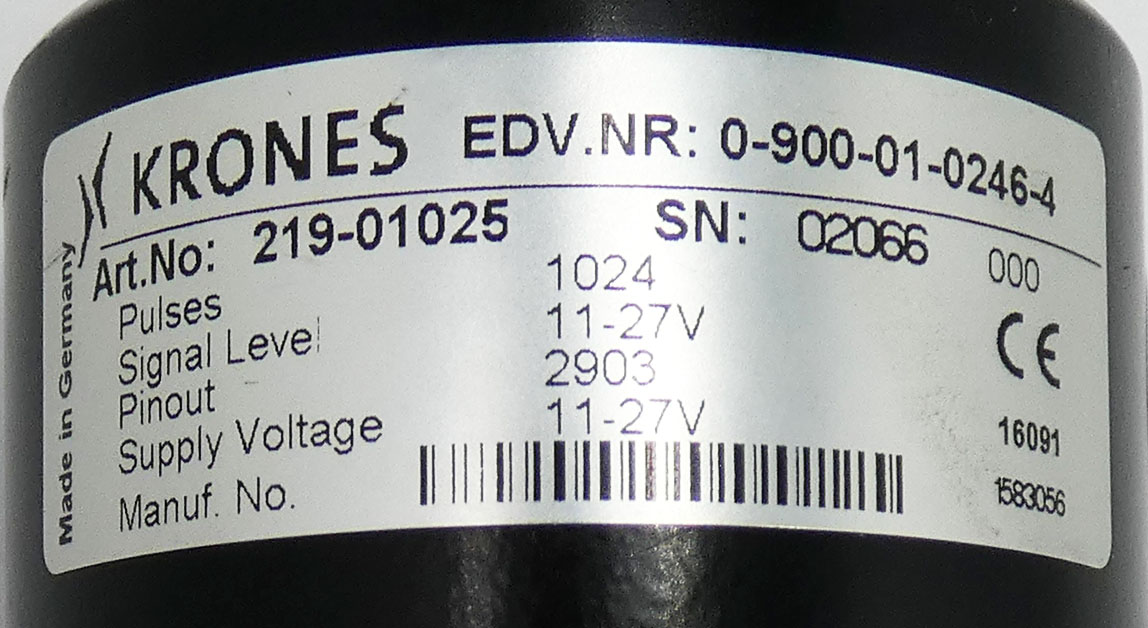 KRONES EDV.NR: 0-900-01-0246-4
Art.No: 219-01025 SN: 02066 000
Pulses 1024
Signal Level 11-27V
Pinout 2903
Supply Voltage 11-27V
Manuf. No.
CE
16091
1583056
Made in Germany